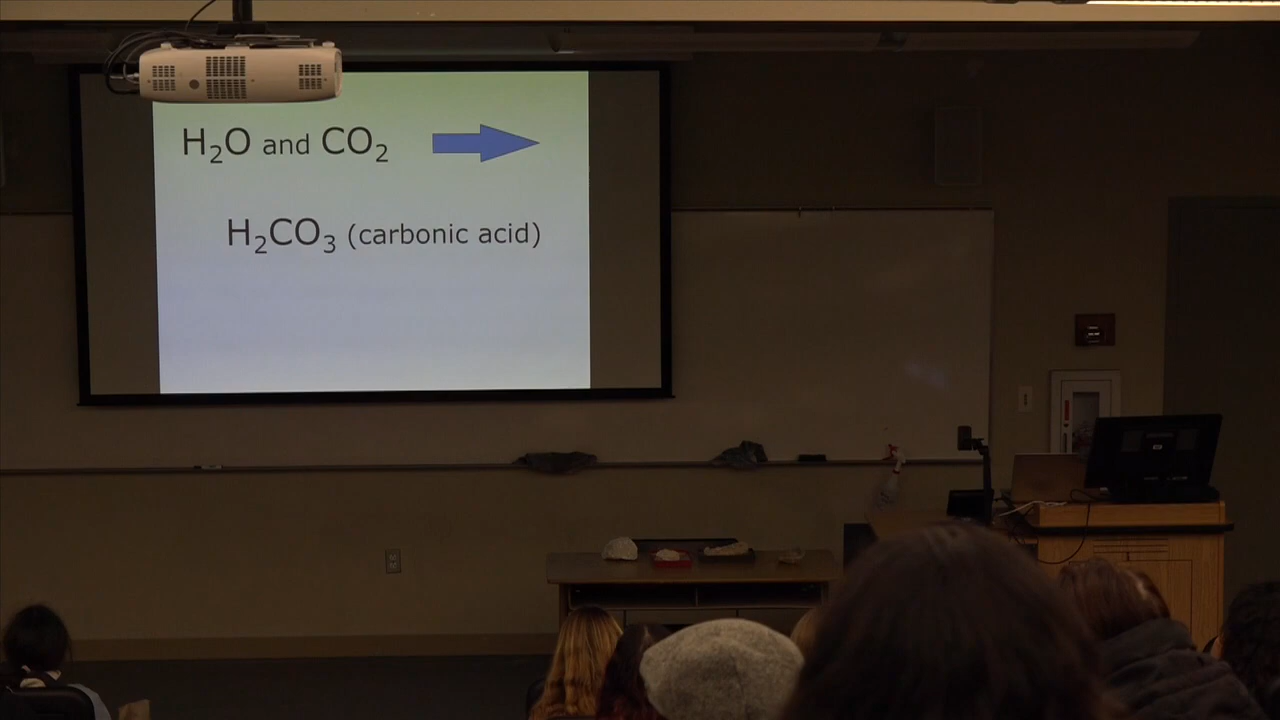 H₂O and CO₂
H₂CO₃ (carbonic acid)